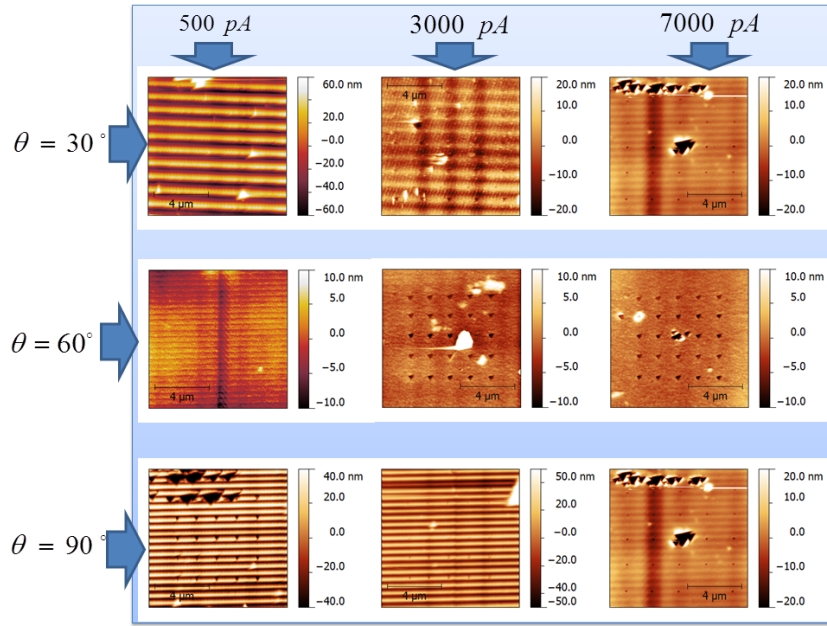 500 pA
3000 pA
7000 pA
θ = 30°
4 µm
60.0 nm
40.0
20.0
−0.0
−20.0
−40.0
−60.0
4 µm
20.0 nm
10.0
0.0
−10.0
−20.0
4 µm
20.0 nm
10.0
0.0
−10.0
−20.0
θ = 60°
4 µm
10.0 nm
5.0
0.0
−5.0
−10.0
4 µm
10.0 nm
5.0
0.0
−5.0
−10.0
4 µm
10.0 nm
5.0
0.0
−5.0
−10.0
θ = 90°
4 µm
40.0 nm
20.0
0.0
−20.0
−40.0
4 µm
50.0 nm
40.0
20.0
−0.0
−20.0
−40.0
−50.0
4 µm
20.0 nm
10.0
0.0
−10.0
−20.0